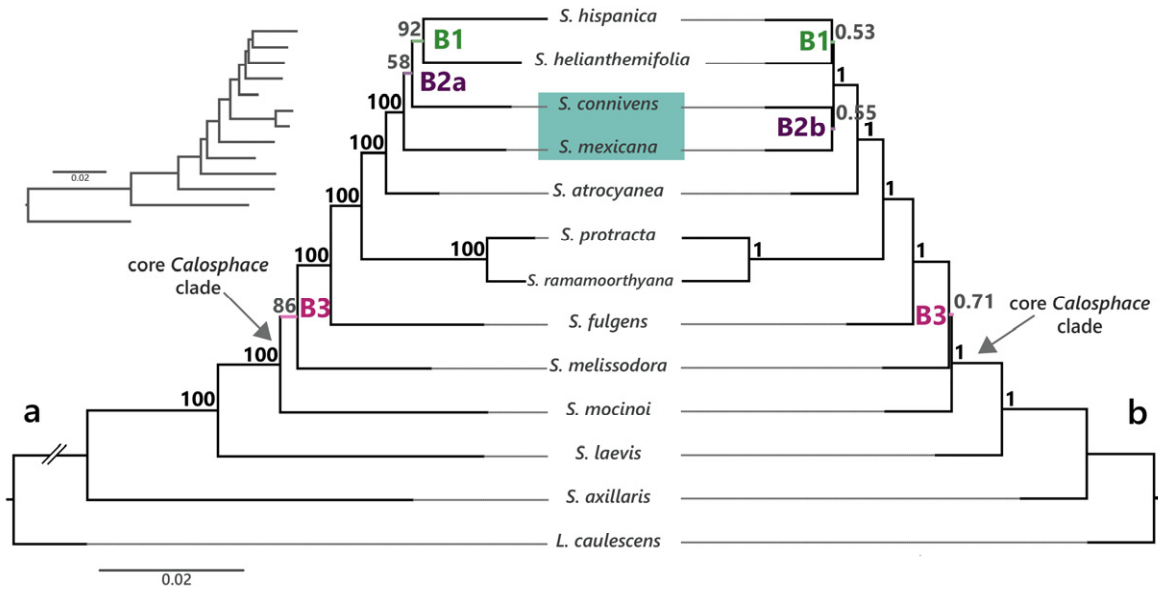 S. hispanica
92
B1
B1
0.53
S. helianthemifolia
58
B2a
1
100
S. connivens
0.55
B2b
1
100
S. mexicana
0.02
100
S. atrocyanea
1
100
S. protracta
1
100
S. ramamoorthyana
1
core Calosphace
clade
86
B3
S. fulgens
B3
0.71
core Calosphace
clade
100
S. melissodora
1
100
S. mocinoi
1
a
b
S. laevis
S. axillaris
L. caulescens
0.02